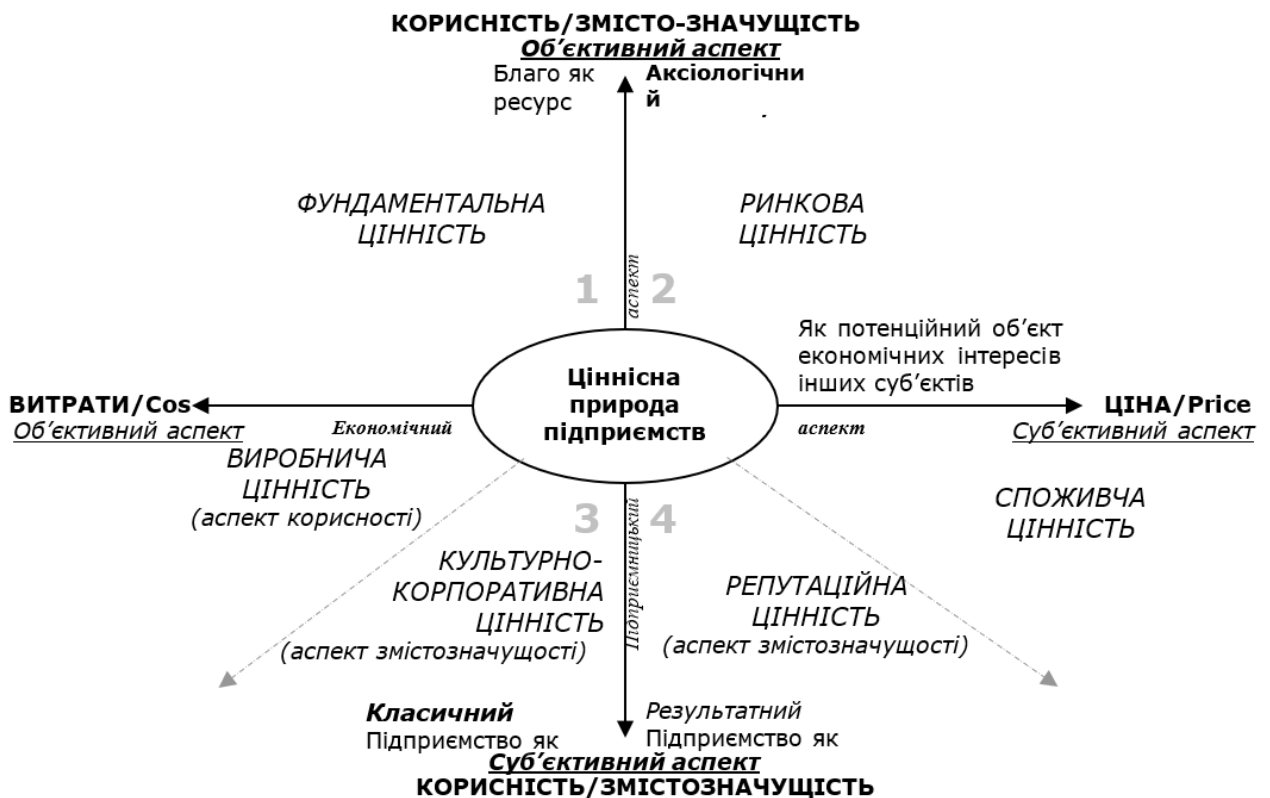 КОРИСНІСТЬ/ЗМІСТО-ЗНАЧУЩІСТЬ
Об’єктивний аспект
Благо як
ресурс
Аксіологічни
й
ФУНДАМЕНТАЛЬНА
ЦІННІСТЬ
РИНКОВА
ЦІННІСТЬ
1
аспект
2
Як потенційний об’єкт
економічних інтересів
інших суб’єктів
Ціннісна
природа
підприємств
ВИТРАТИ/Cos
Об’єктивний аспект
Економічний
аспект
ЦІНА/Price
Суб’єктивний аспект
ВИРОБНИЧА
ЦІННІСТЬ
(аспект корисності)
СПОЖИВЧА
ЦІННІСТЬ
3
Підприємницький
4
КУЛЬТУРНО-
КОРПОРАТИВНА
ЦІННІСТЬ
(аспект змістозначущості)
РЕПУТАЦІЙНА
ЦІННІСТЬ
(аспект змістозначущості)
Класичний
Підприємство як
Результатний
Підприємство як
Суб’єктивний аспект
КОРИСНІСТЬ/ЗМІСТОЗНАЧУЩІСТЬ